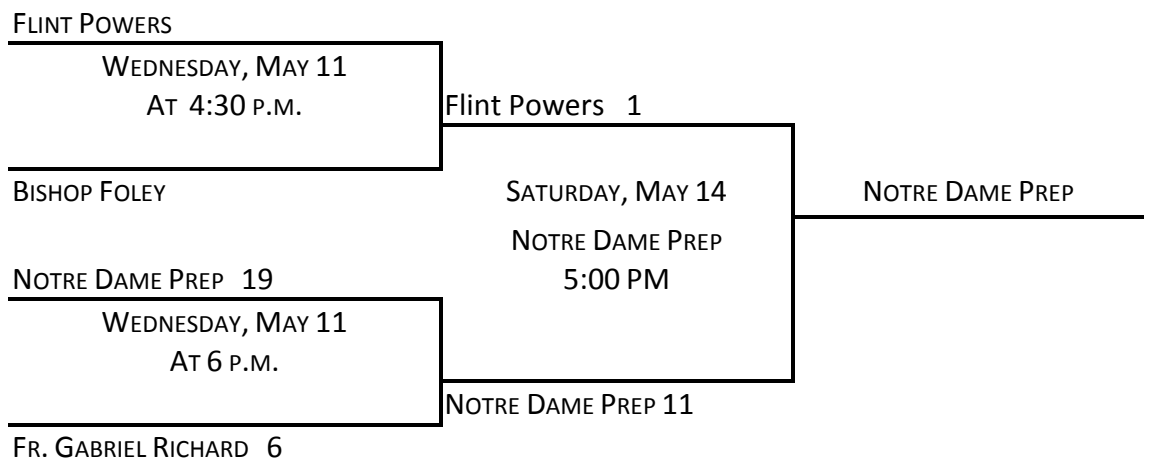 FLINT POWERS
WEDNESDAY, MAY 11
AT 4:30 P.M.
Flint Powers 1
BISHOP FOLEY
SATURDAY, MAY 14
NOTRE DAME PREP
NOTRE DAME PREP
5:00 PM
NOTRE DAME PREP 19
WEDNESDAY, MAY 11
AT 6 P.M.
NOTRE DAME PREP 11
FR. GABRIEL RICHARD 6